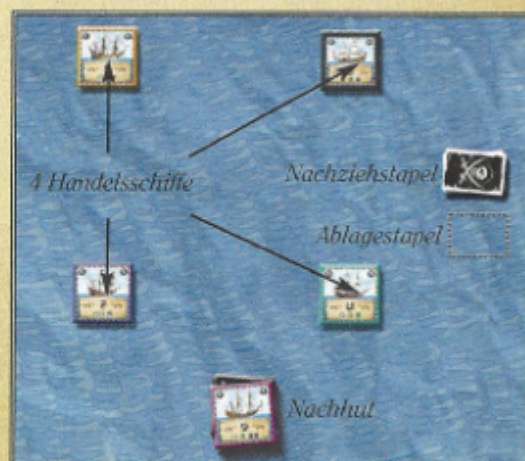 4 Handelsschiffe
Nachziehstapel
Ablagestapel
P
U
Nachhut